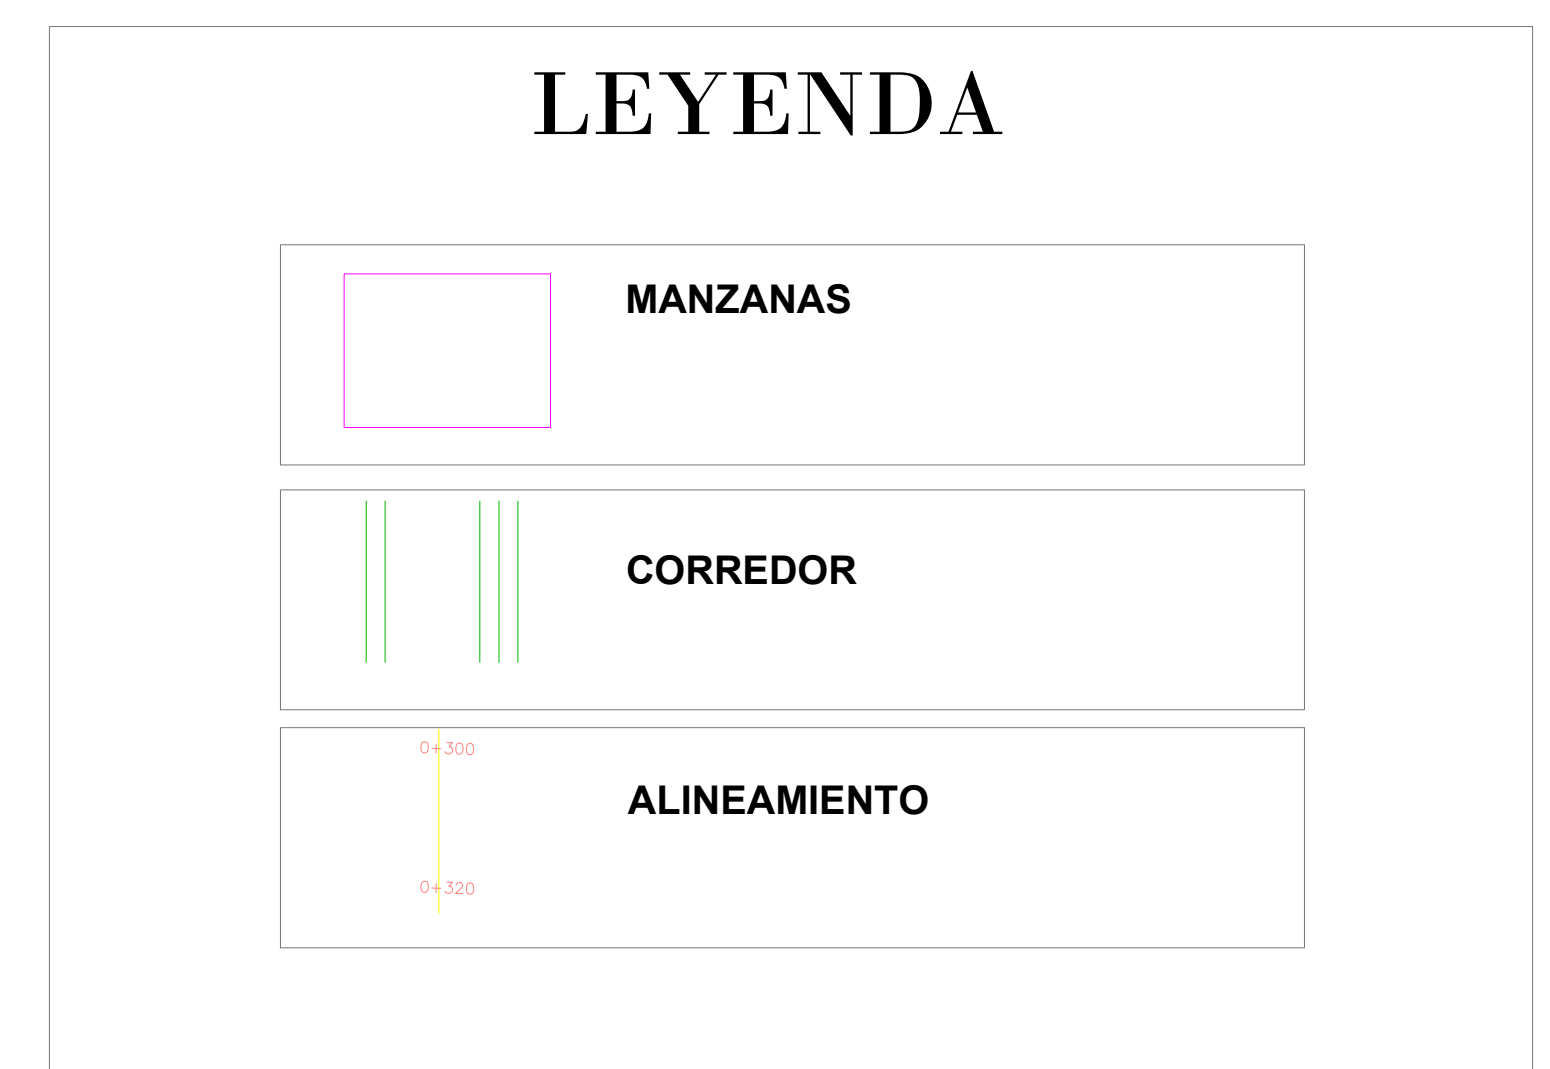 LEYENDA
MANZANAS
CORREDOR
0+300
ALINEAMIENTO
0+320